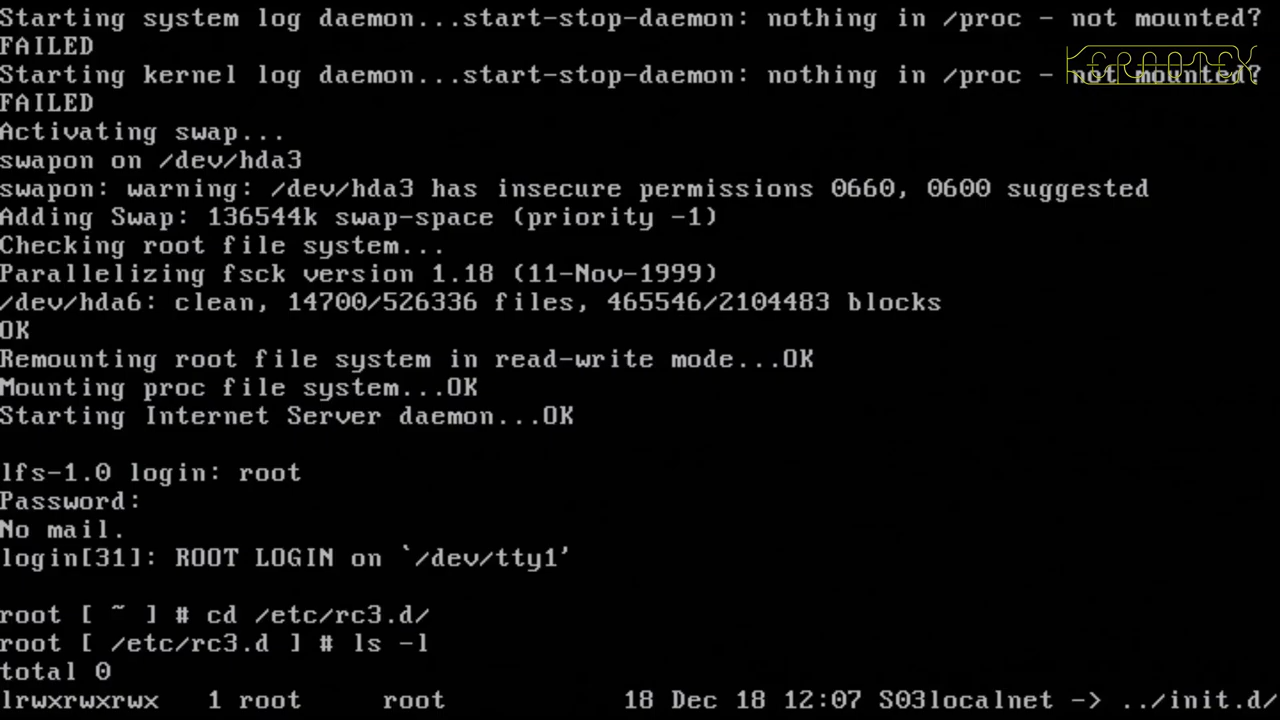 Starting system log daemon...start-stop-daemon: nothing in /proc - not mounted?
FAILED
Starting kernel log daemon...start-stop-daemon: nothing in /proc - not mounted?
FAILED
Activating swap...
swapon on /dev/hda3
swapon: warning: /dev/hda3 has insecure permissions 0660, 0600 suggested
Adding Swap: 136544k swap-space (priority -1)
Checking root file system...
Parallelizing fsck version 1.18 (11-Nov-1999)
/dev/hda6: clean, 14700/526336 files, 465546/2104483 blocks
OK
Remounting root file system in read-write mode...OK
Mounting proc file system...OK
Starting Internet Server daemon...OK
lfs-1.0 login: root
Password:
No mail.
login[31]: ROOT LOGIN on `/dev/tty1'
root [ ~ ] # cd /etc/rc3.d/
root [ /etc/rc3.d ] # ls -l
total 0
lrwxrwxrwx   1 root     root           18 Dec 18 12:07 S03localnet -> ../init.d/